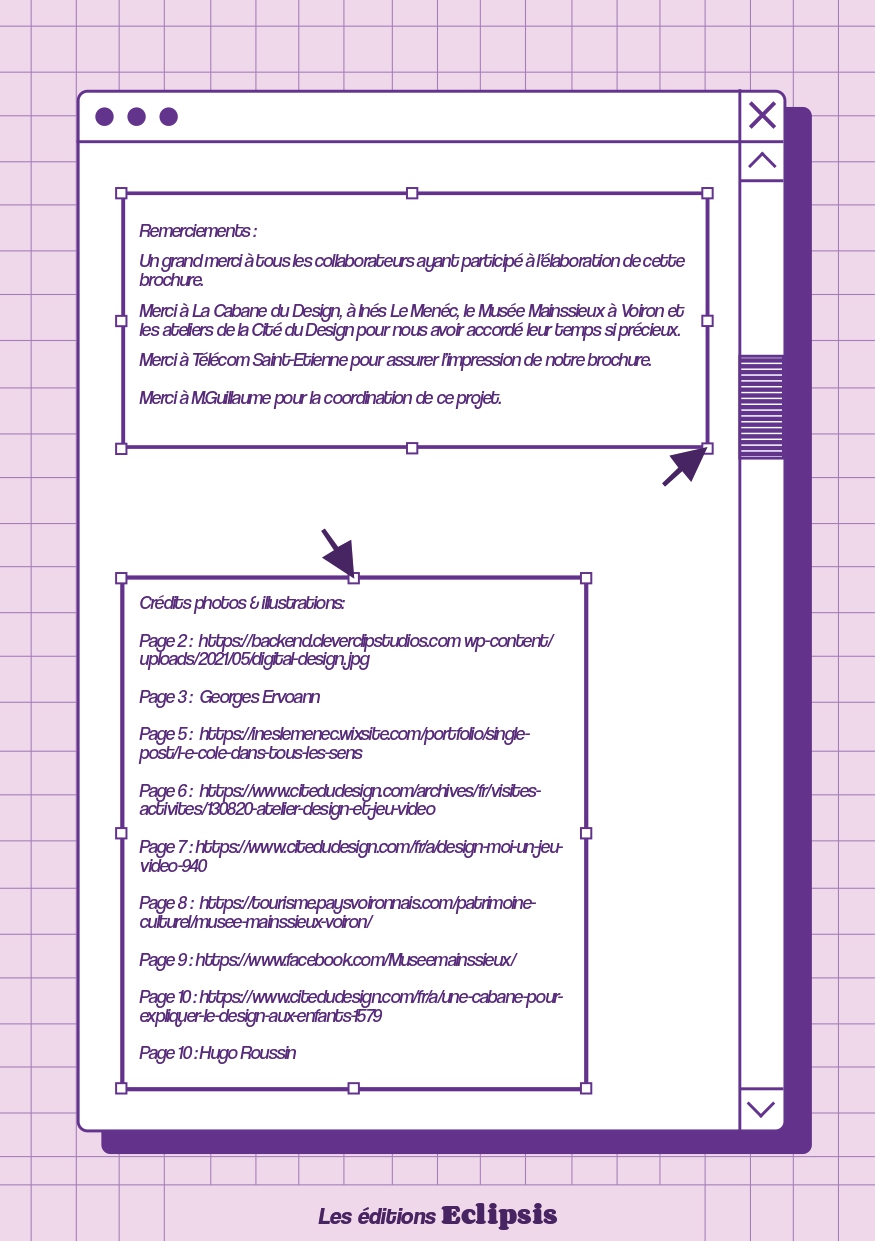 Remerciements :
Un grand merci à tous les collaborateurs ayant participé à l'élaboration de cette
brochure.
Merci à La Cabane du Design, à Inés Le Menéc, le Musée Mainssieux à Voiron et
les ateliers de la Cité du Design pour nous avoir accordé leur temps si précieux.
Merci à Télécom Saint-Etienne pour assurer l'impression de notre brochure.
Merci à M.Guillaume pour la coordination de ce projet.
Crédits photos & illustrations:
Page 2 : https://backend.cleverclipstudios.com wp-content/
uploads/2021/05/digital-design.jpg
Page 3 : Georges Ervoann
Page 5 : https://ineslemenec.wixsite.com/portfolio/single-
post/l-e-cole-dans-tous-les-sens
Page 6 : https://www.citedudesign.com/archives/fr/visites-
activites/130820-atelier-design-et-jeu-video
Page 7 : https://www.citedudesign.com/fr/a/design-moi-un-jeu-
video-940
Page 8 : https://tourisme.paysvoironnais.com/patrimoine-
culturel/musee-mainssieux-voiron/
Page 9 : https://www.facebook.com/Museemainssieux/
Page 10 : https://www.citedudesign.com/fr/a/une-cabane-pour-
expliquer-le-design-aux-enfants-1579
Page 10 : Hugo Roussin
Les éditions Eclipsis